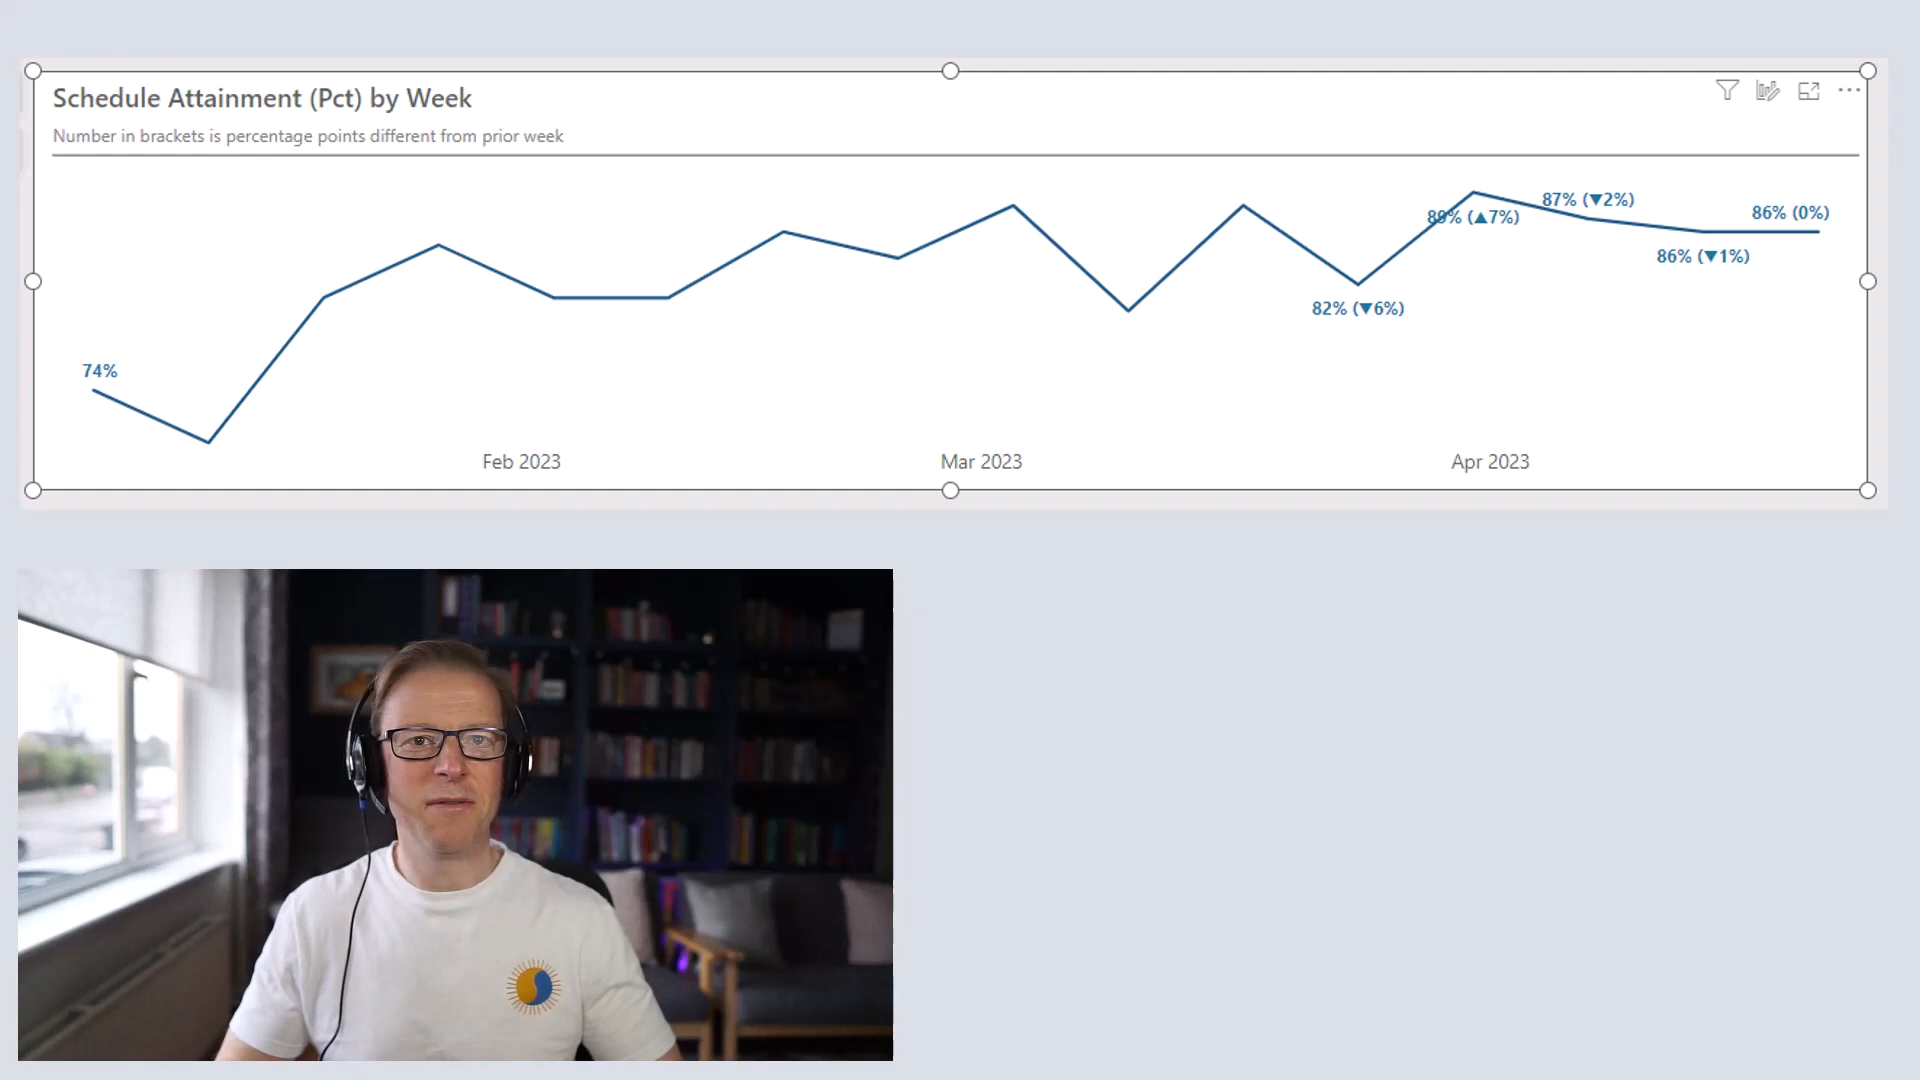 Schedule Attainment (Pct) by Week
Number in brackets is percentage points different from prior week
87% (▼2%)
89% (▲7%)
86% (0%)
86% (▼1%)
82% (▼6%)
74%
Feb 2023
Mar 2023
Apr 2023